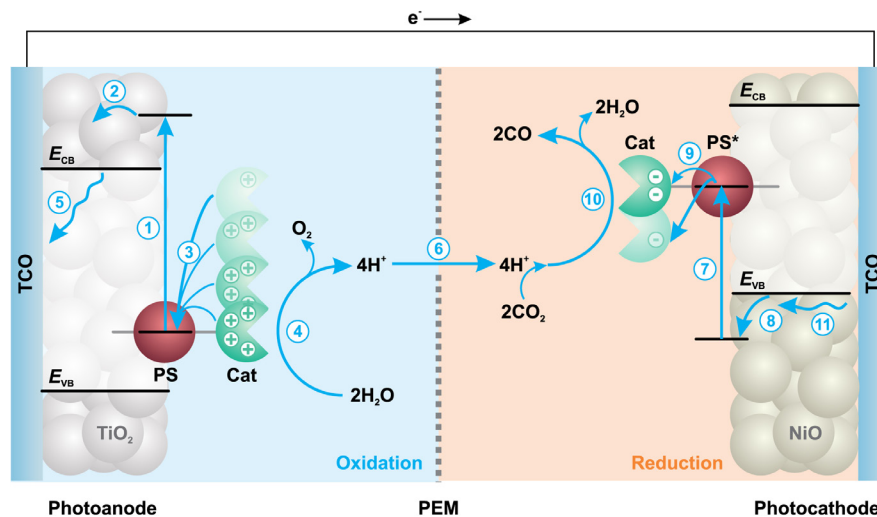 e⁻
2
E_CB
5
1
3
TCO
PS
Cat
E_VB
TiO₂
+
+
+
+
+
+
+
+
+
+
O₂
4H⁺
4
2H₂O
Oxidation
6
4H⁺
2CO₂
2CO
2H₂O
10
Cat
9
PS*
-
-
-
7
E_CB
E_VB
8
11
TCO
NiO
Reduction
Photoanode
PEM
Photocathode